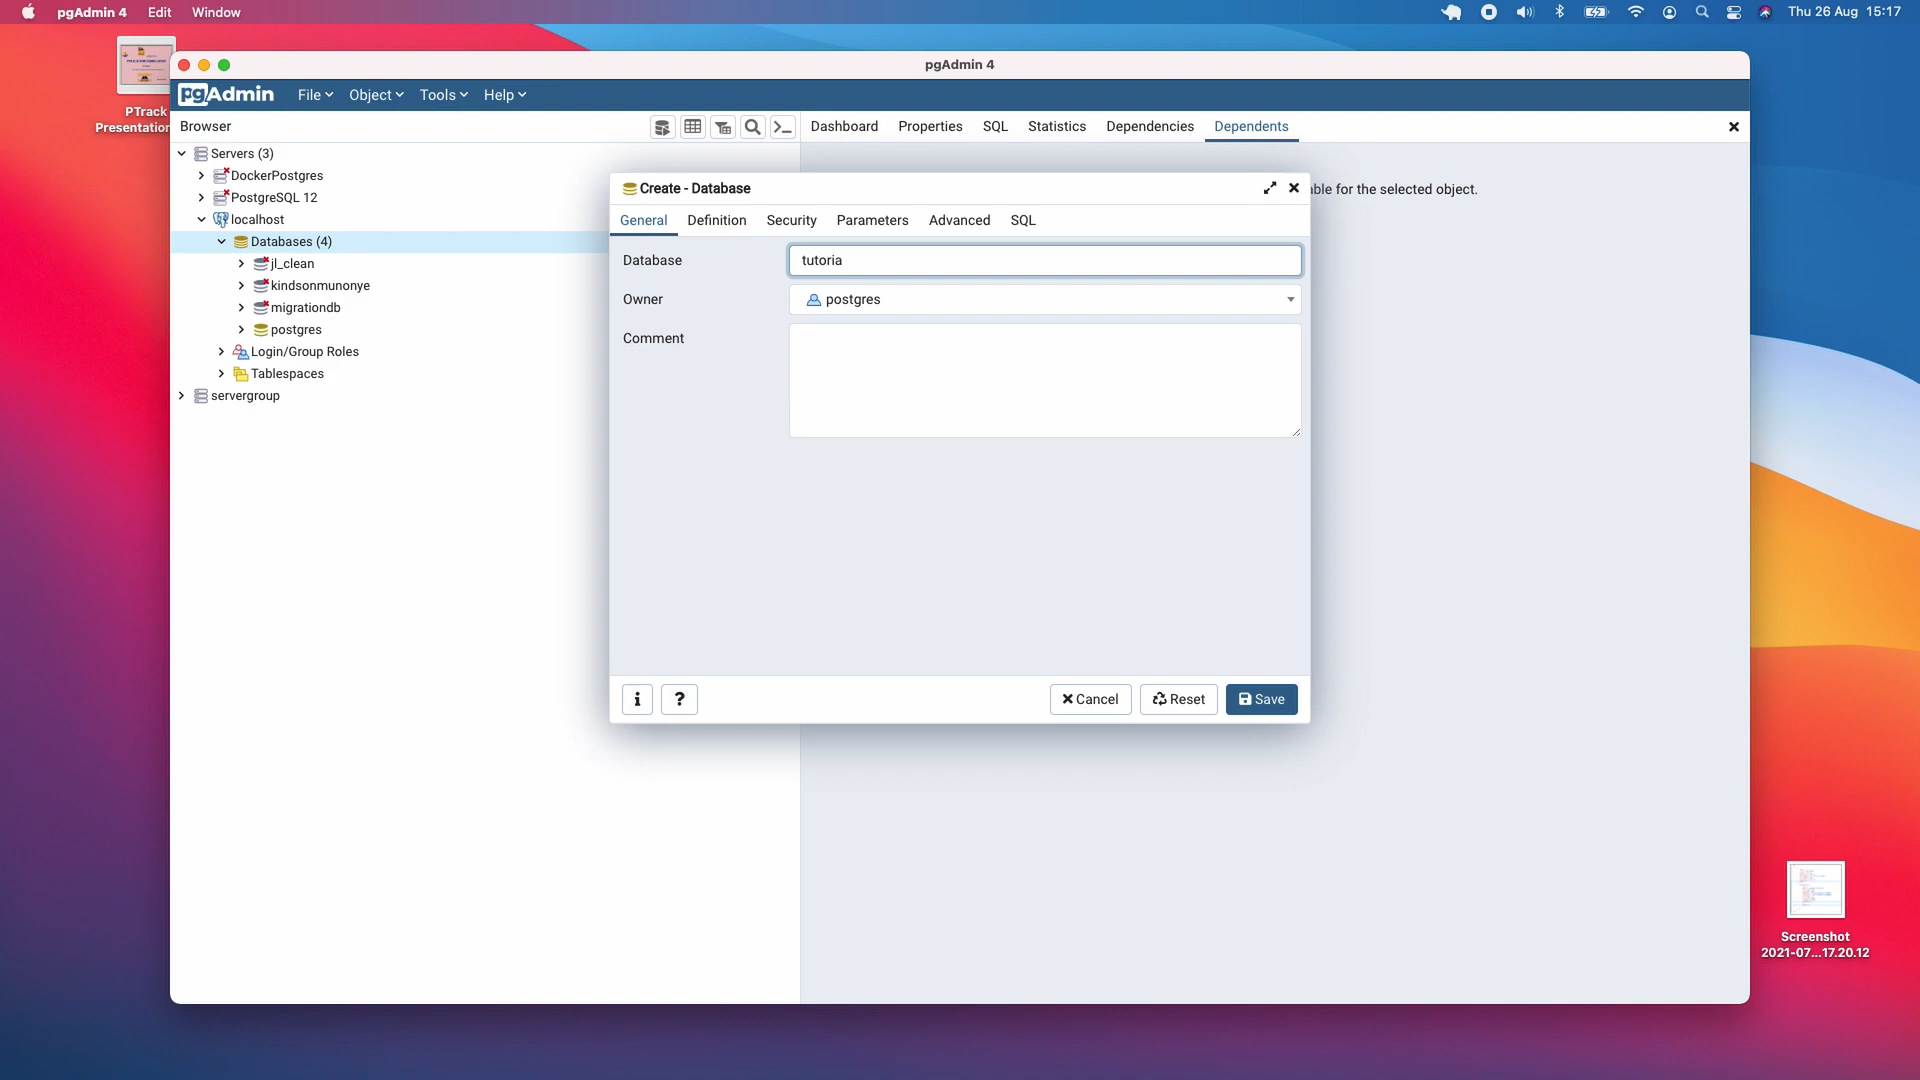 pgAdmin 4 Edit Window Thu 26 Aug 15:17
pgAdmin 4
PTrack
Presentation
pgAdmin File Object Tools Help
Browser
Dashboard Properties SQL Statistics Dependencies Dependents
Servers (3)
DockerPostgres
PostgreSQL 12
localhost
Databases (4)
jl_clean
kindsonmunonye
migrationdb
postgres
Login/Group Roles
Tablespaces
servergroup
for the selected object.
Create - Database
General Definition Security Parameters Advanced SQL
Database tutoria
Owner postgres
Comment
i ? Cancel Reset Save
Screenshot
2021-07...17.20.12